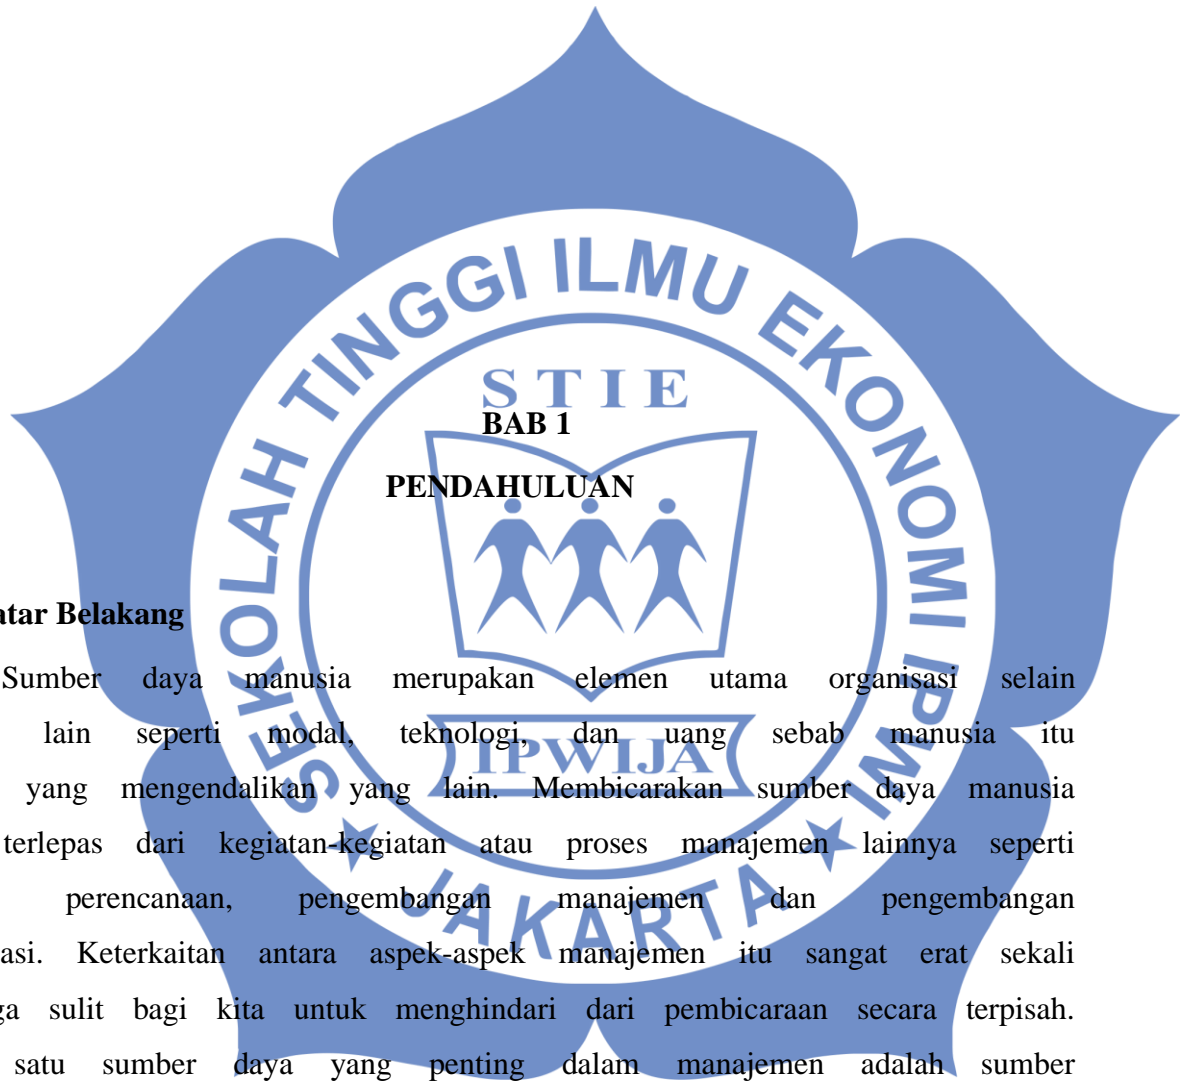 SEKOLAH TINGGI ILMU EKONOMI IPWI
STIE
BAB 1
PENDAHULUAN
atar Belakang
Sumber daya manusia merupakan elemen utama organisasi selain
lain seperti modal, teknologi, dan uang sebab manusia itu
IPWIJA
yang mengendalikan yang lain. Membicarakan sumber daya manusia
terlepas dari kegiatan-kegiatan atau proses manajemen lainnya seperti
perencanaan, pengembangan manajemen dan pengembangan
JAKARTA
asi. Keterkaitan antara aspek-aspek manajemen itu sangat erat sekali
ga sulit bagi kita untuk menghindari dari pembicaraan secara terpisah.
satu sumber daya yang penting dalam manajemen adalah sumber